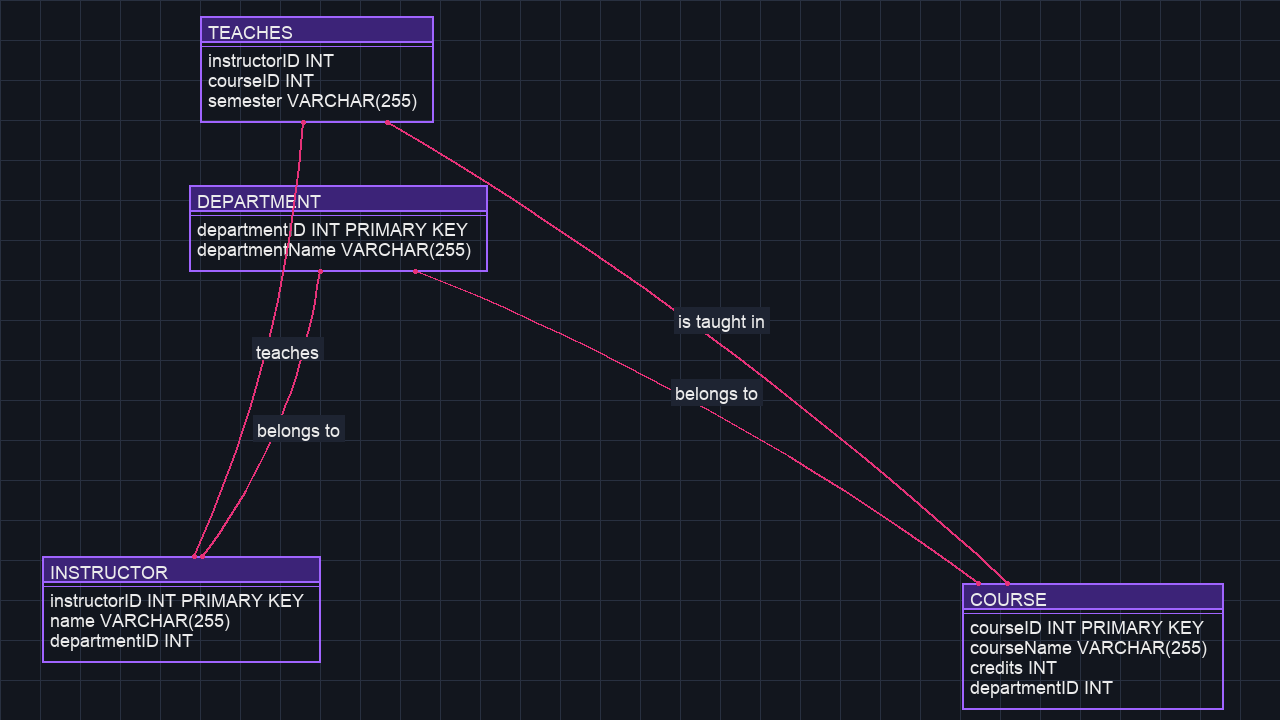 TEACHES
instructorID INT
courseID INT
semester VARCHAR(255)
DEPARTMENT
departmentID INT PRIMARY KEY
departmentName VARCHAR(255)
is taught in
teaches
belongs to
belongs to
INSTRUCTOR
instructorID INT PRIMARY KEY
name VARCHAR(255)
departmentID INT
COURSE
courseID INT PRIMARY KEY
courseName VARCHAR(255)
credits INT
departmentID INT